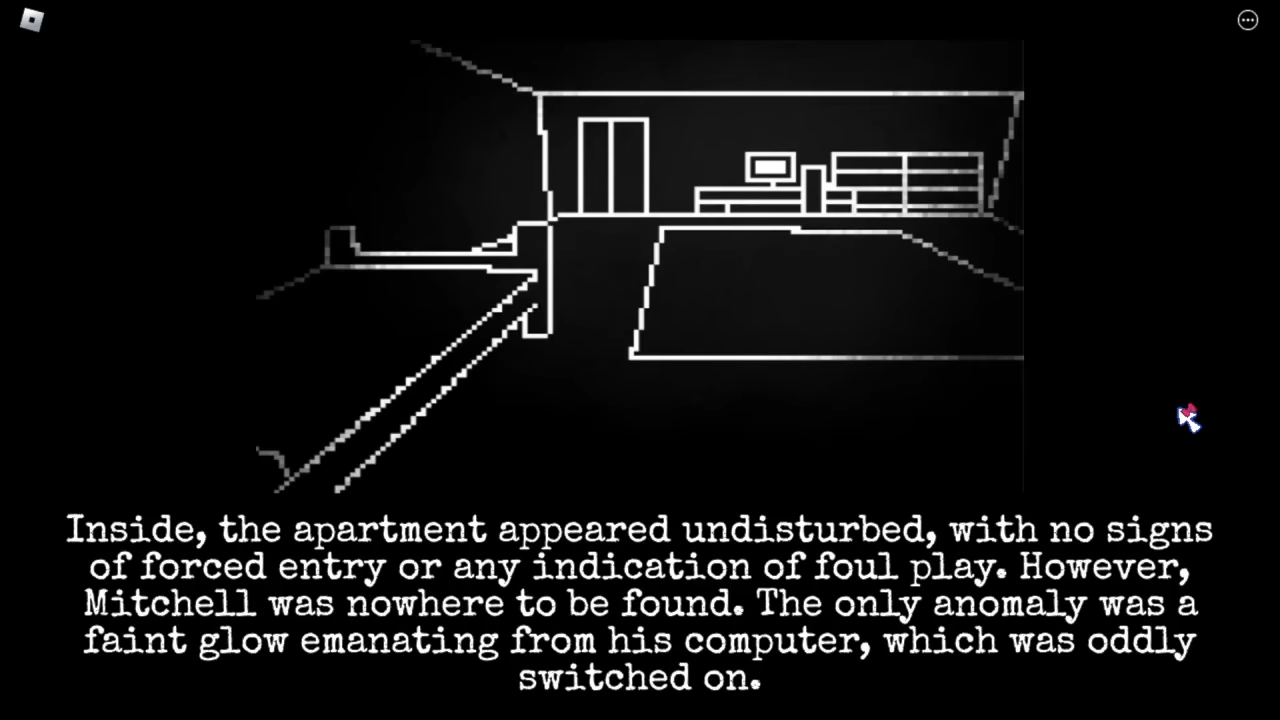 Inside, the apartment appeared undisturbed, with no signs
of forced entry or any indication of foul play. However,
Mitchell was nowhere to be found. The only anomaly was a
faint glow emanating from his computer, which was oddly
switched on.